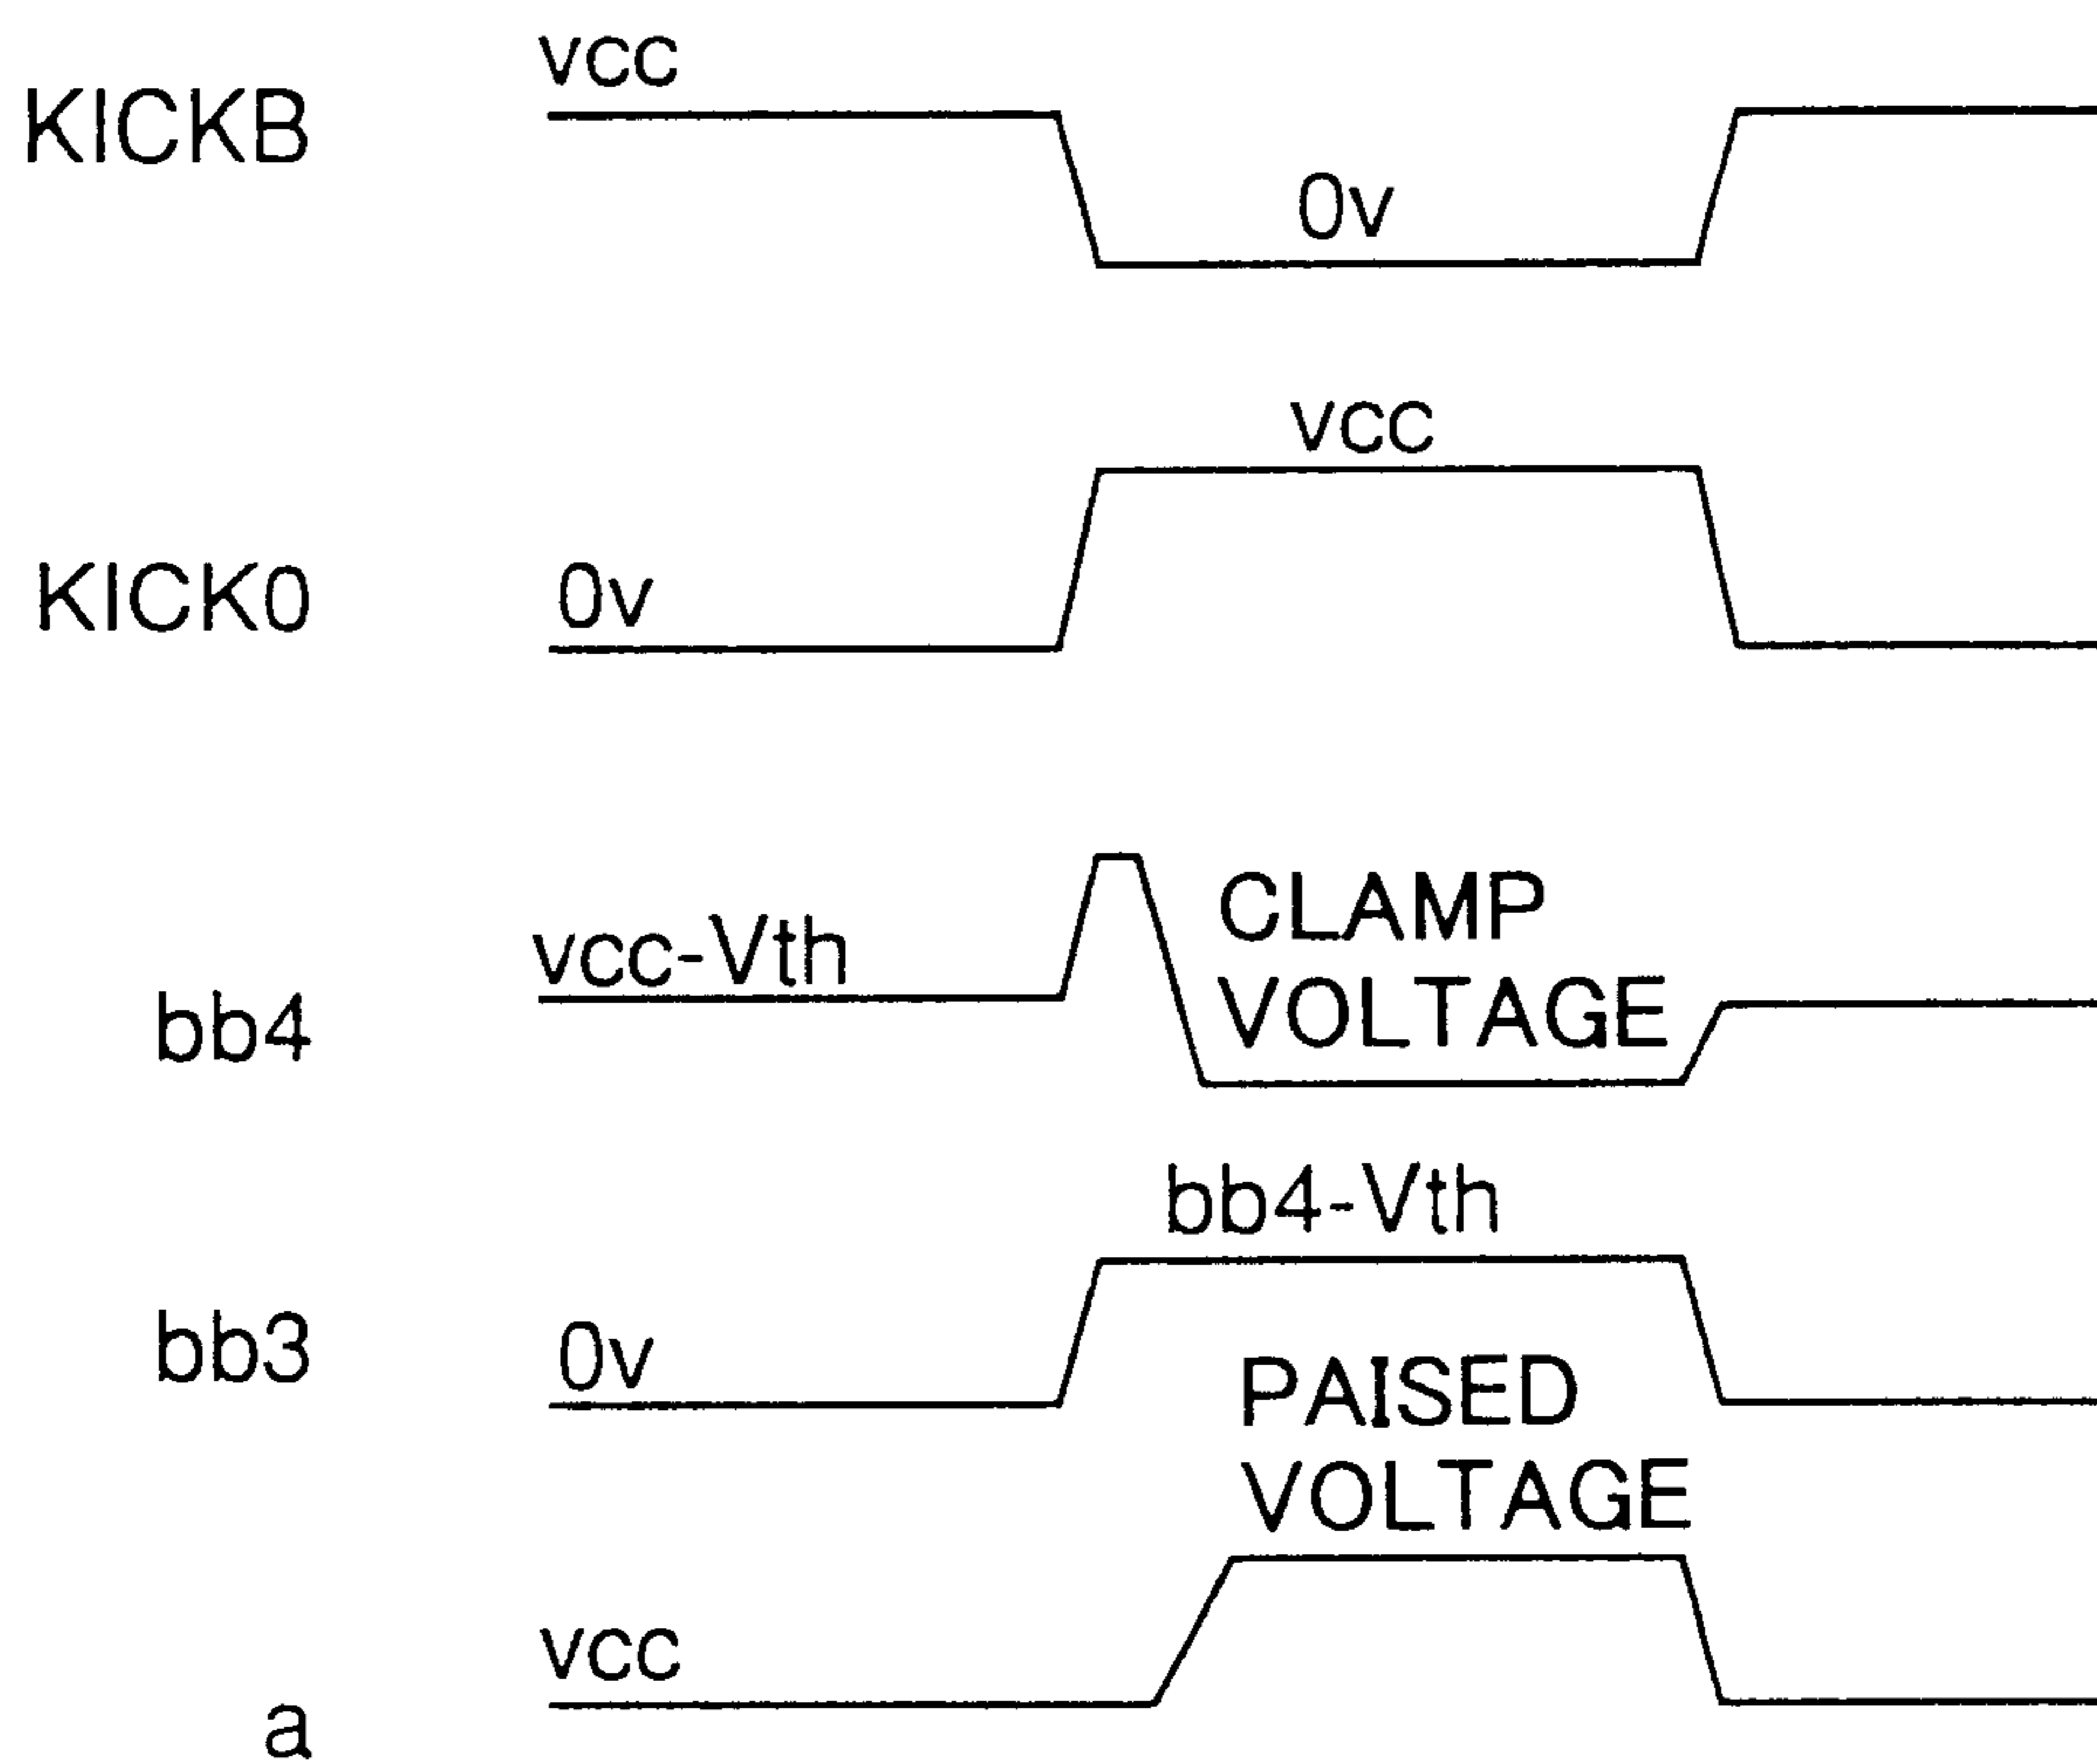 vcc
KICKB
0v
vcc
KICK0
0v
CLAMP
vcc-Vth
VOLTAGE
bb4
bb4-Vth
bb3
0v
PAISED
VOLTAGE
vcc
a